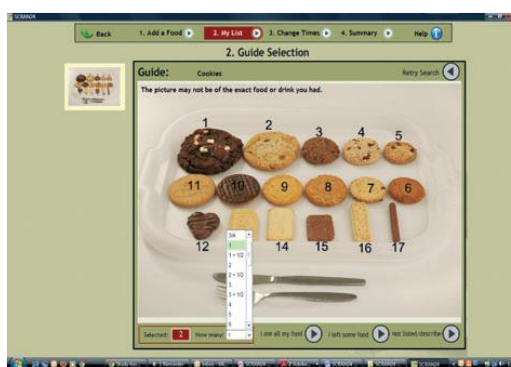 SCRAN24
Back
1. Add a Food
2. My List
3. Change Times
4. Summary
Help
2. Guide Selection
Guide: Cookies
Retry Search
The picture may not be of the exact food or drink you had.
1 2 3 4 5
11 10 9 8 7 6
12 14 15 16 17
3/4
1
1 + 1/2
2
2 + 1/2
3
3 + 1/2
4
5
Selected: 2 How many: 1
I ate all my food
I left some food
Not listed/describe